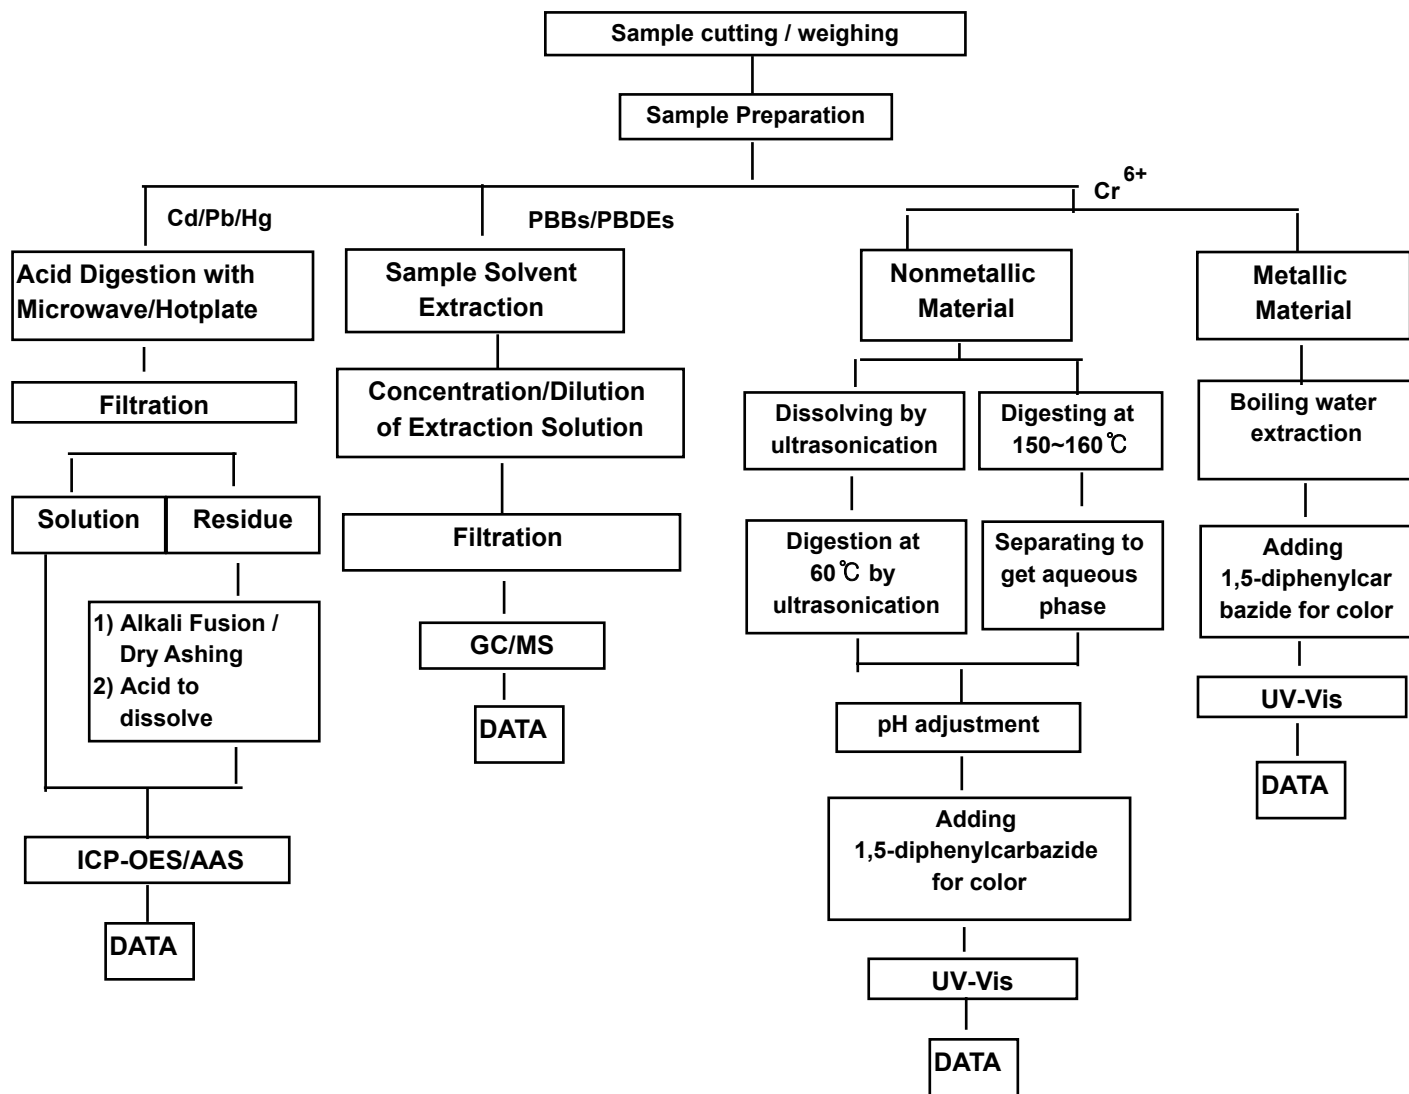 Sample cutting / weighing
Sample Preparation
Cd/Pb/Hg
Acid Digestion with
Microwave/Hotplate
Filtration
Solution
Residue
1) Alkali Fusion /
Dry Ashing
2) Acid to
dissolve
ICP-OES/AAS
DATA
PBBs/PBDEs
Sample Solvent
Extraction
Concentration/Dilution
of Extraction Solution
Filtration
GC/MS
DATA
Cr 6+
Nonmetallic
Material
Dissolving by
ultrasonication
Digestion at
60℃ by
ultrasonication
Digesting at
150~160℃
Separating to
get aqueous
phase
pH adjustment
Adding
1,5-diphenylcarbazide
for color
UV-Vis
DATA
Metallic
Material
Boiling water
extraction
Adding
1,5-diphenylcar
bazide for color
UV-Vis
DATA